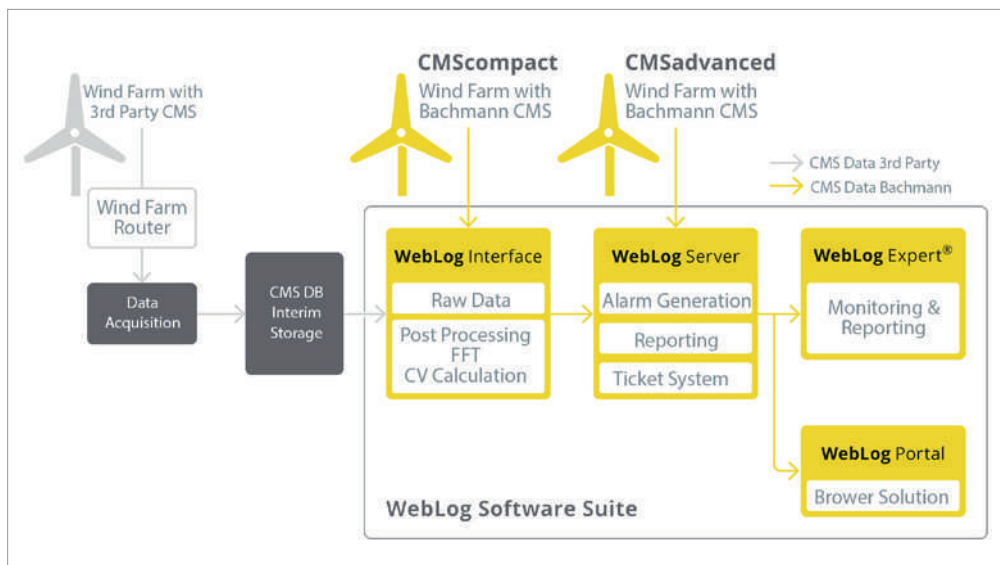 CMScompact
Wind Farm with
Bachmann CMS
CMSadvanced
Wind Farm with
Bachmann CMS
Wind Farm with
3rd Party CMS
CMS Data 3rd Party
CMS Data Bachmann
Wind Farm
Router
Data
Acquisition
CMS DB
Interim
Storage
WebLog Interface
Raw Data
Post Processing
FFT
CV Calculation
WebLog Server
Alarm Generation
Reporting
Ticket System
WebLog Expert®
Monitoring &
Reporting
WebLog Portal
Brower Solution
WebLog Software Suite